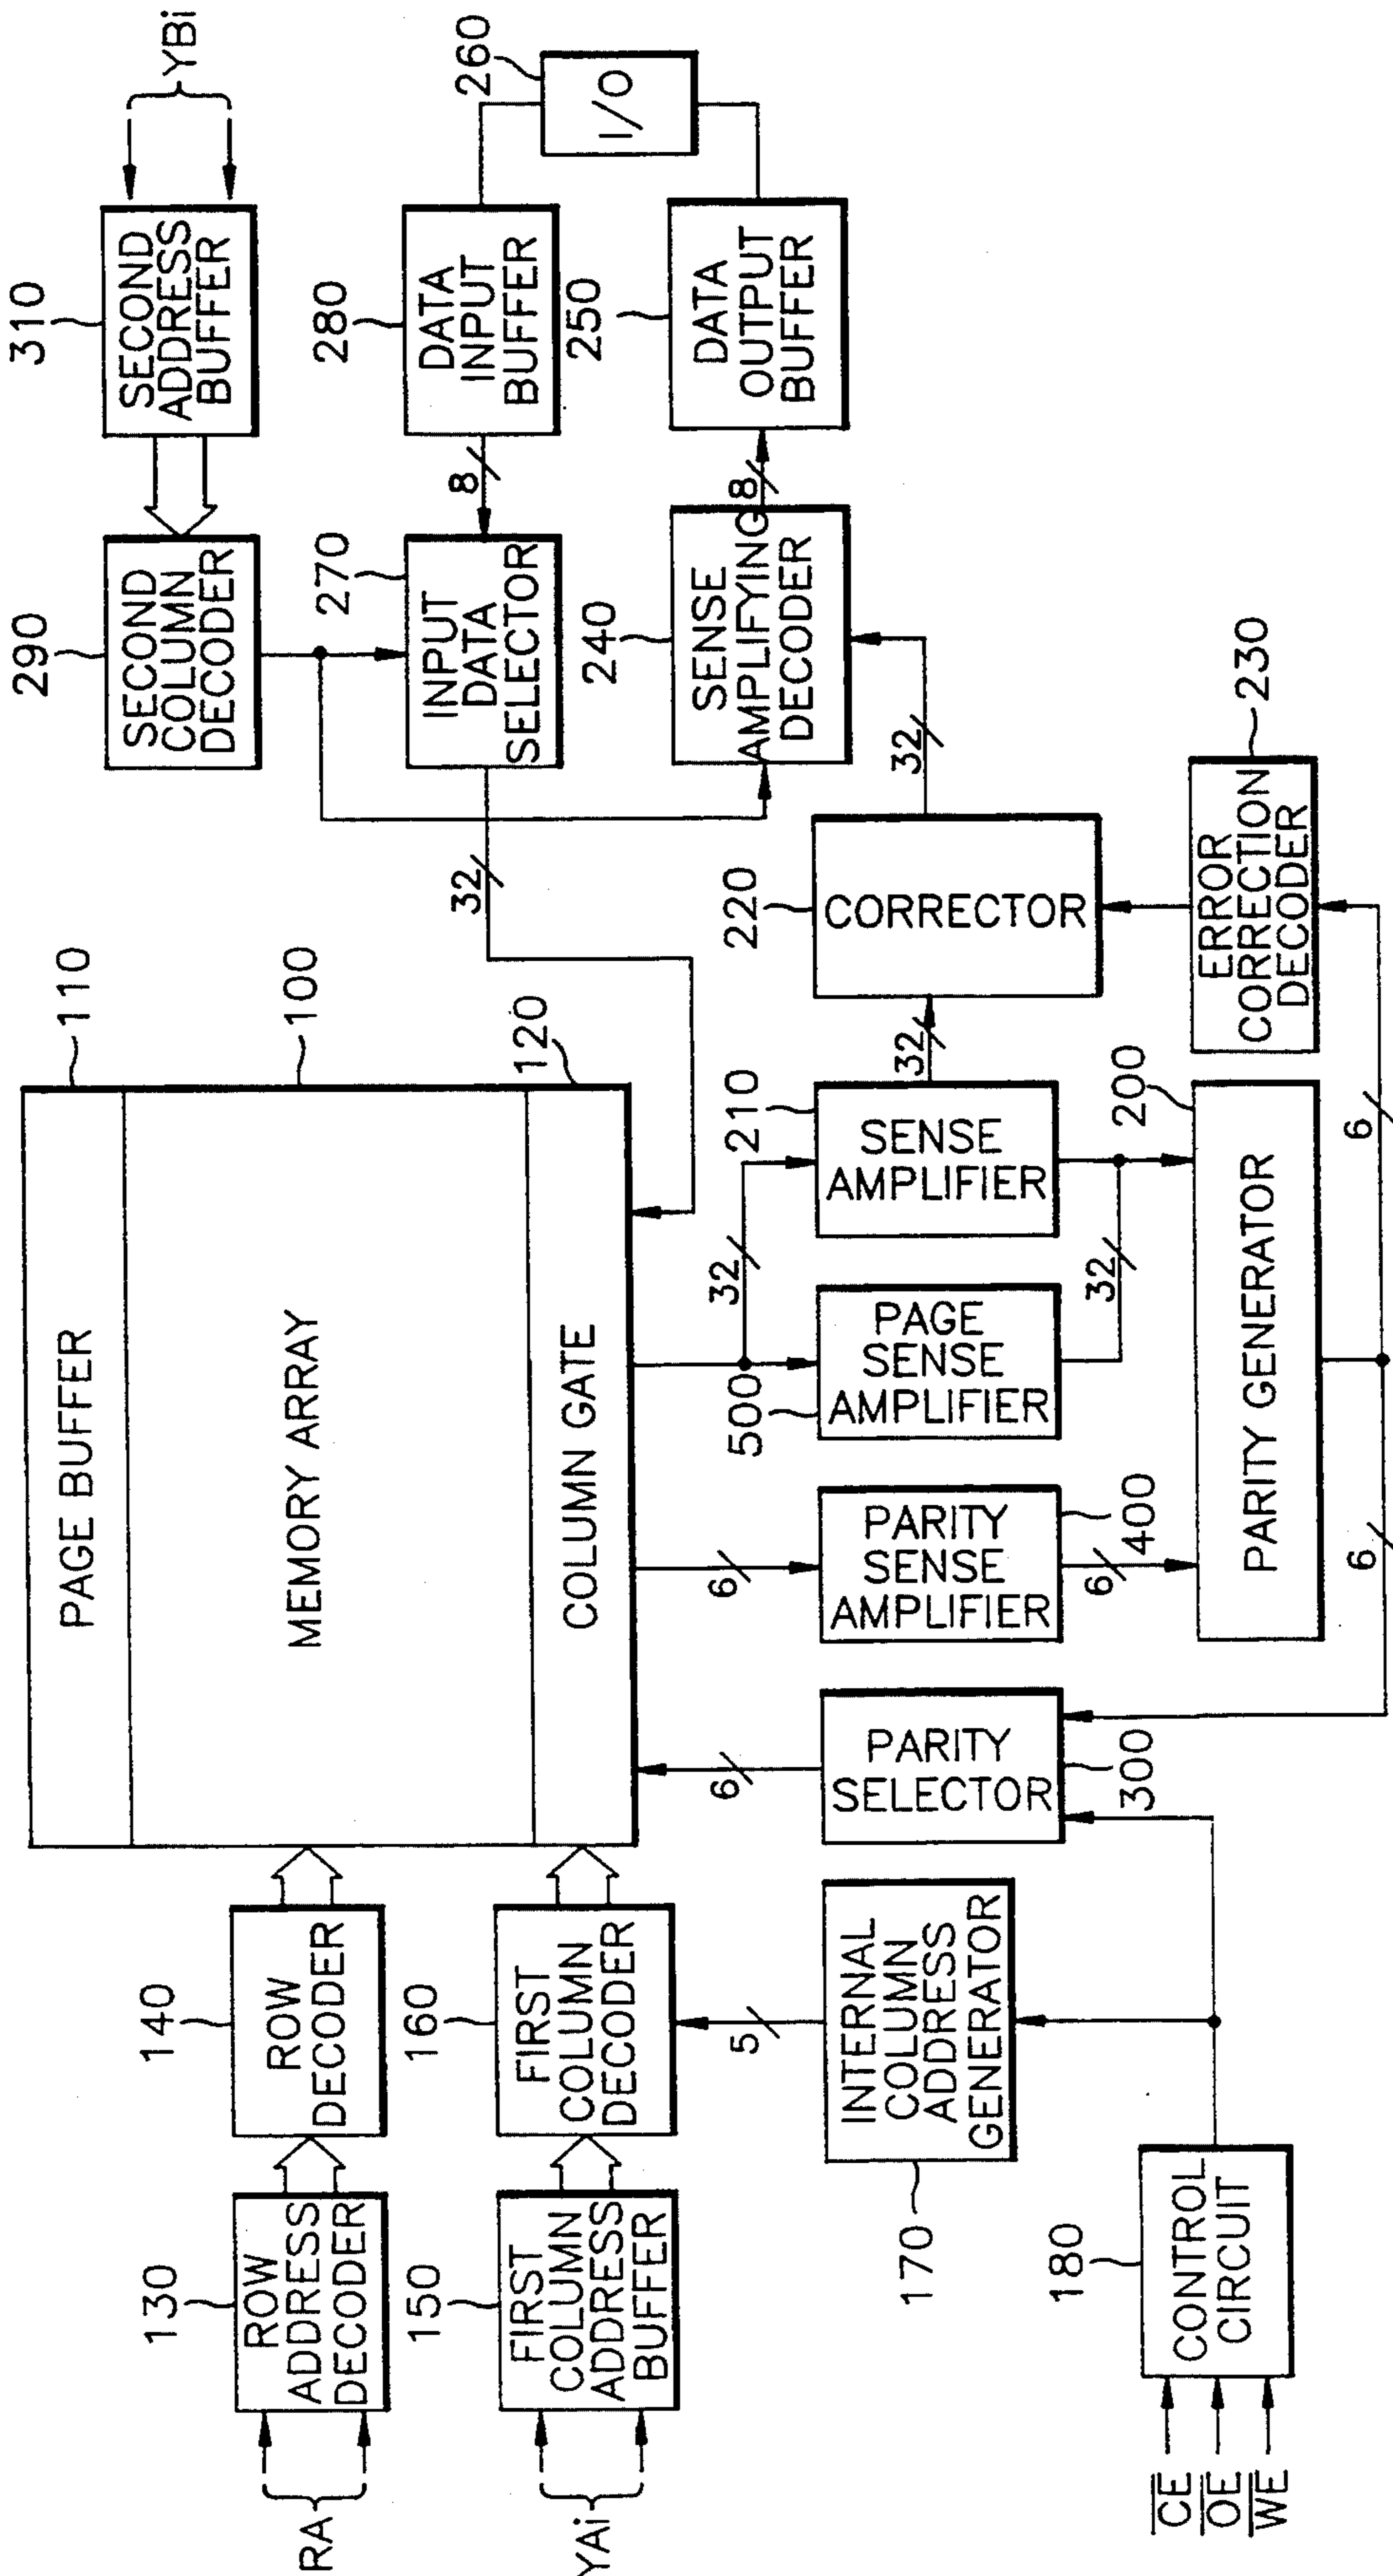 110
100
120
PAGE BUFFER
MEMORY ARRAY
COLUMN GATE
RA
130
ROW
ADDRESS
DECODER
140
ROW
DECODER
YAi
150
FIRST
COLUMN
ADDRESS
BUFFER
160
FIRST
COLUMN
DECODER
5
170
INTERNAL
COLUMN
ADDRESS
GENERATOR
CE
OE
WE
180
CONTROL
CIRCUIT
6
PARITY
SELECTOR
300
6
PARITY
SENSE
AMPLIFIER
400
6
500
PAGE
SENSE
AMPLIFIER
32
32
210
SENSE
AMPLIFIER
32
200
PARITY GENERATOR
6
6
220
CORRECTOR
32
ERROR
CORRECTION
DECODER
230
310
SECOND
ADDRESS
BUFFER
YBi
290
SECOND
COLUMN
DECODER
270
INPUT
DATA
SELECTOR
32
8
280
DATA
INPUT
BUFFER
240
SENSE
AMPLIFYING
DECODER
8
250
DATA
OUTPUT
BUFFER
260
I/O